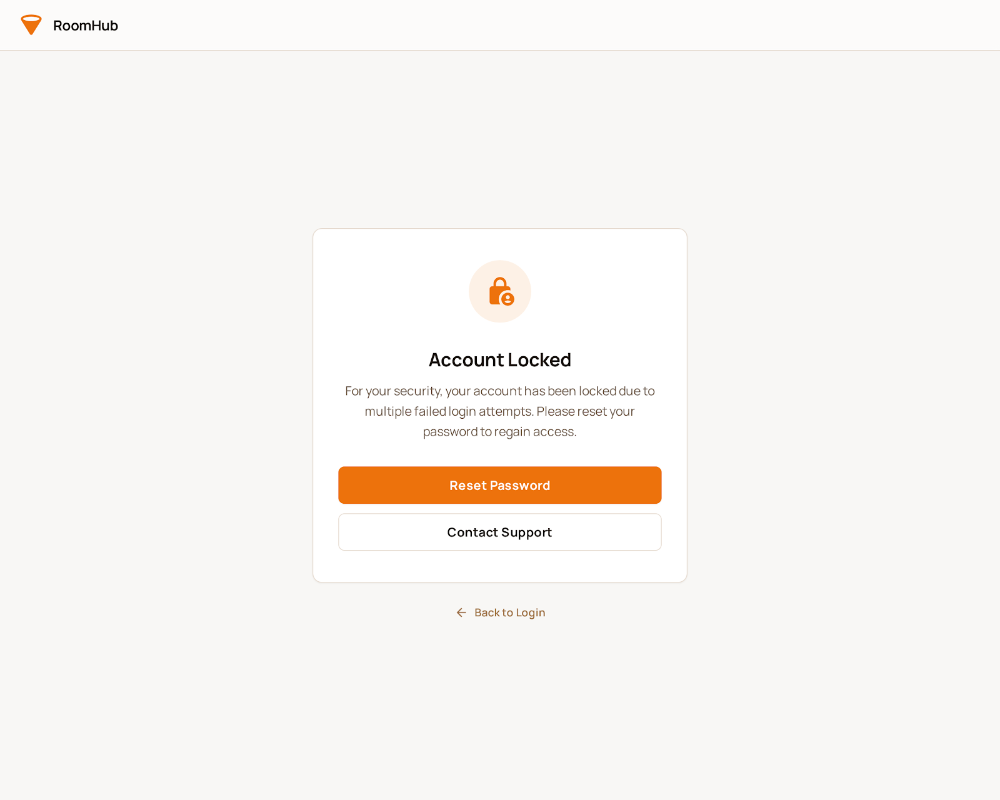 RoomHub
Account Locked
For your security, your account has been locked due to
multiple failed login attempts. Please reset your
password to regain access.
Reset Password
Contact Support
Back to Login